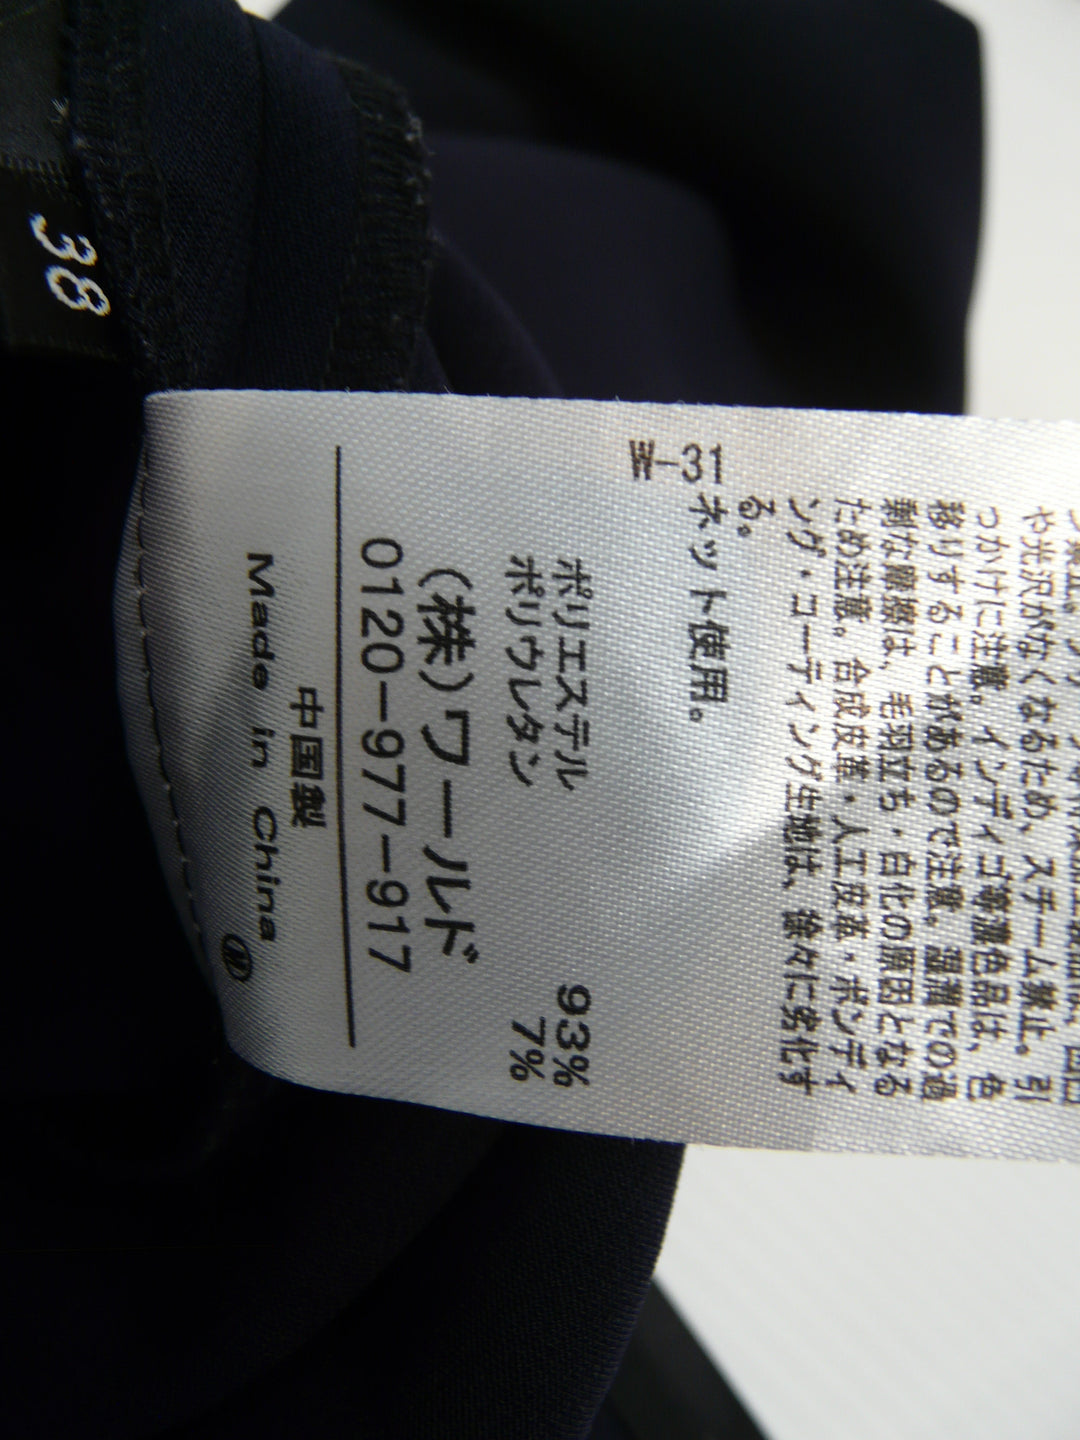 38
や光沢がなくなるため、スチーム禁止。引
っかけに注意。インディゴ等濃色品は、色
移りすることがあるので注意。湿潤での過
剰な摩擦は、毛羽立ち・白化の原因となる
ため注意。合成皮革・人工皮革・ボンディ
ング・コーティング生地は、徐々に劣化す
る。
ネット使用。
-31
ポリエステル 93%
ポリウレタン 7%
(株)ワールド
0120-977-917
中国製
Made in China